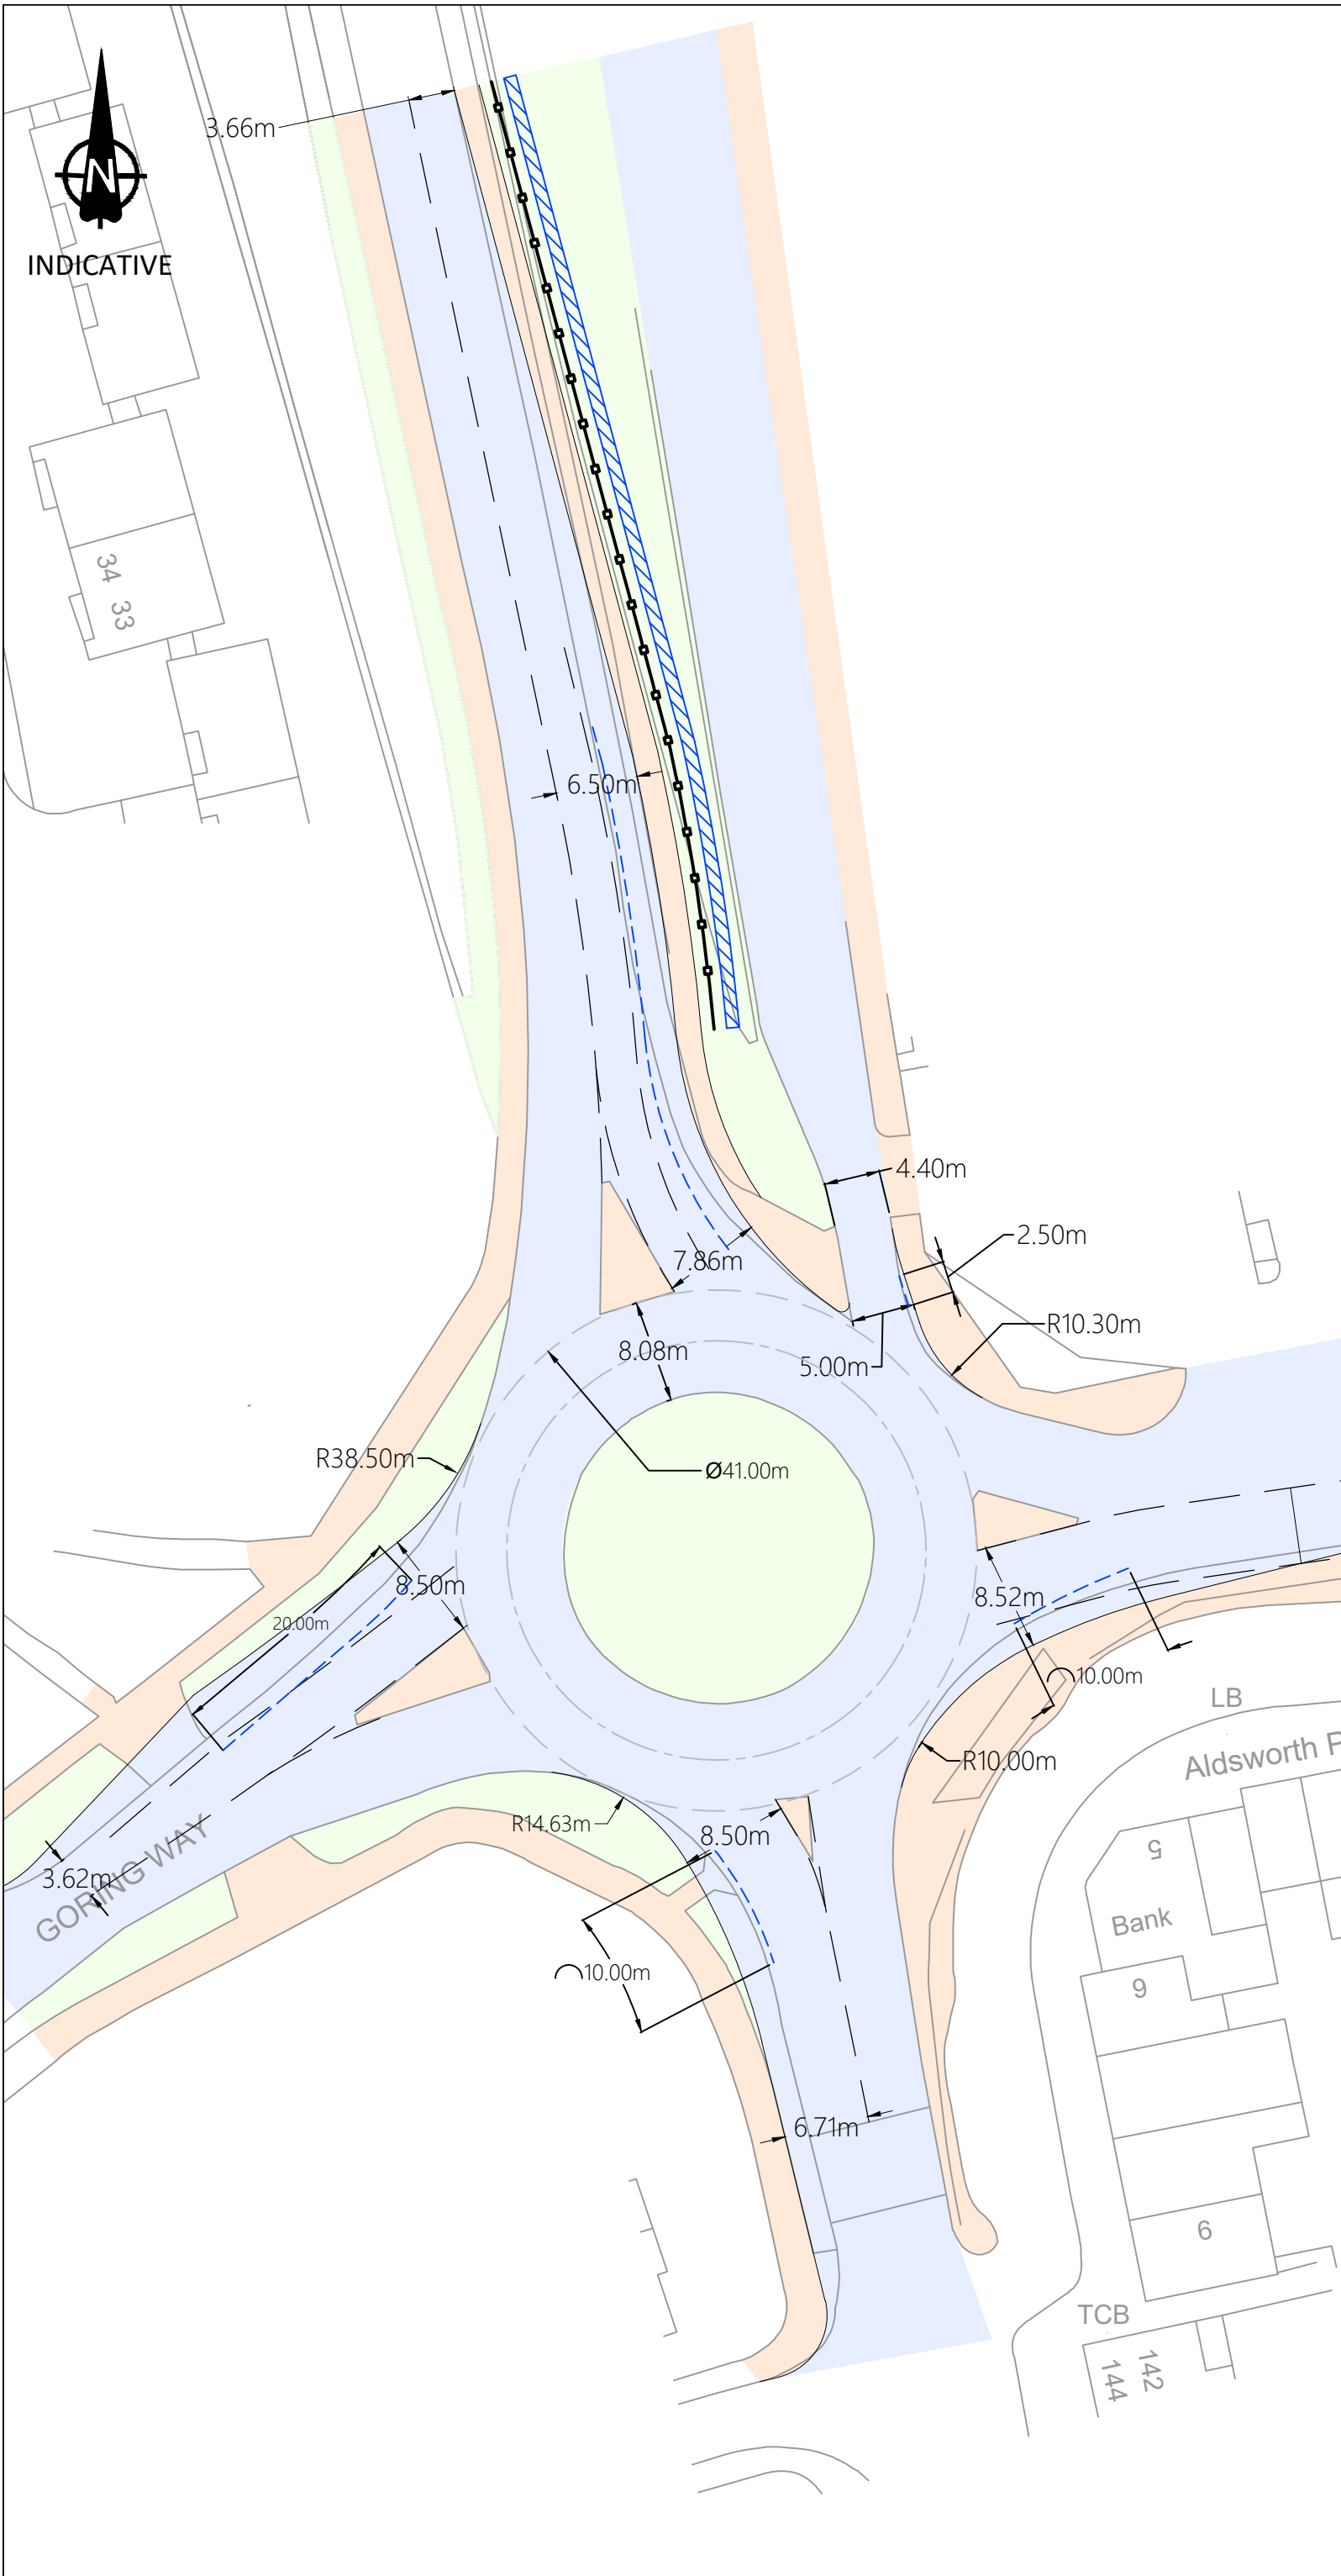 3.66m
N
INDICATIVE
34
33
6.50m
4.40m
2.50m
7.86m
R10.30m
8.08m
5.00m
R38.50m
Ø41.00m
8.50m
20.00m
8.52m
10.00m
LB
R10.00m
Aldsworth P
R14.63m
8.50m
5
3.62m
GORING WAY
Bank
10.00m
9
6.71m
6
TCB
142
144